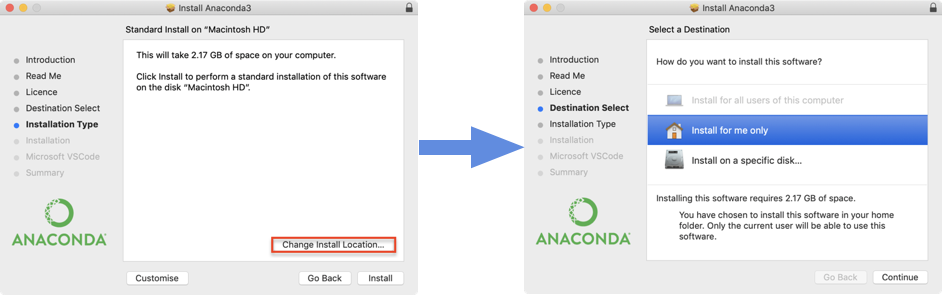 Install Anaconda3
Standard Install on “Macintosh HD”
Introduction
Read Me
Licence
Destination Select
Installation Type
Installation
Microsoft VSCode
Summary
This will take 2.17 GB of space on your computer.
Click Install to perform a standard installation of this software
on the disk “Macintosh HD”.
ANACONDA
Change Install Location...
Customise
Go Back
Install
Install Anaconda3
Select a Destination
Introduction
Read Me
Licence
Destination Select
Installation Type
Installation
Microsoft VSCode
Summary
How do you want to install this software?
Install for all users of this computer
Install for me only
Install on a specific disk...
Installing this software requires 2.17 GB of space.
You have chosen to install this software in your home
folder. Only the current user will be able to use this
software.
ANACONDA
Go Back
Continue